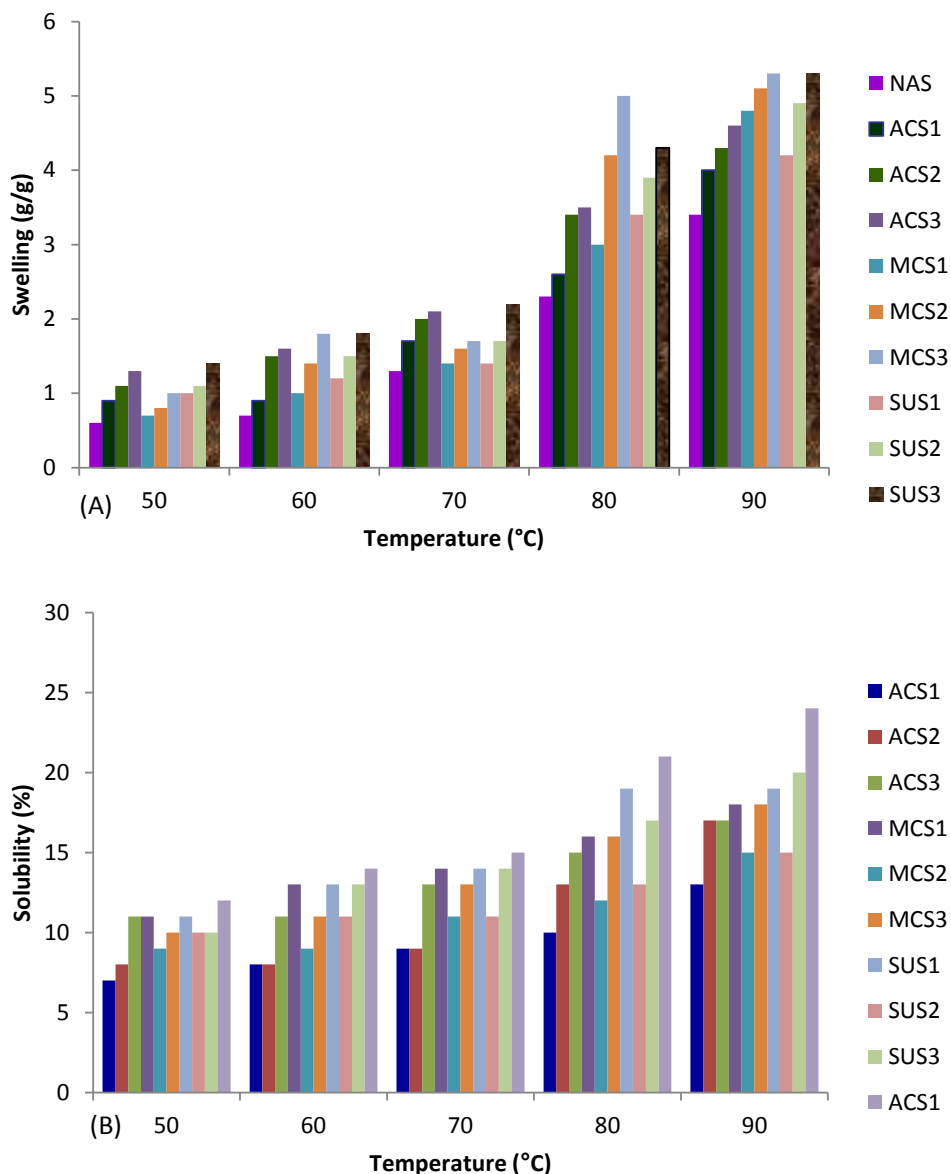 6
5
4
3
2
1
0
Swelling (g/g)
(A)
50 60 70 80 90
Temperature (°C)
NAS
ACS1
ACS2
ACS3
MCS1
MCS2
MCS3
SUS1
SUS2
SUS3
30
25
20
15
10
5
0
Solubility (%)
(B)
50 60 70 80 90
Temperature (°C)
ACS1
ACS2
ACS3
MCS1
MCS2
MCS3
SUS1
SUS2
SUS3
ACS1